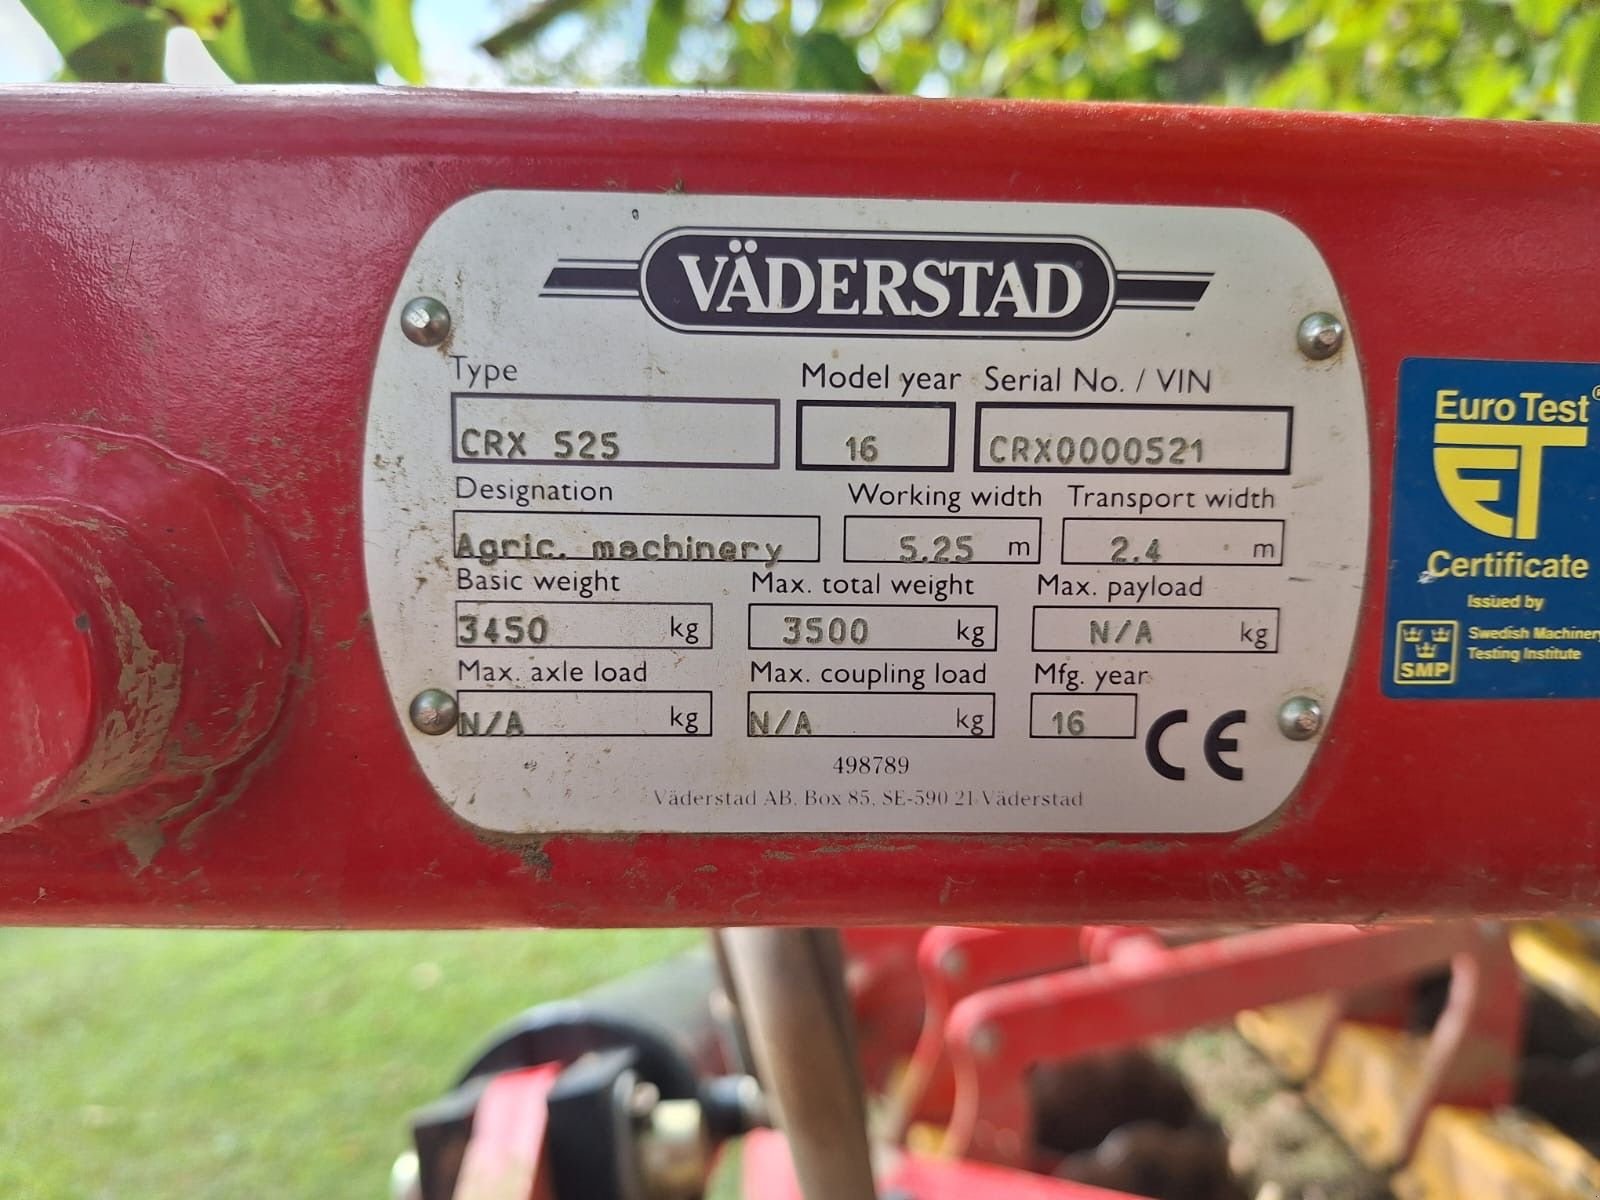 VÄDERSTAD
Type Model year Serial No. / VIN
CRX 525 16 CRX0000521
Designation Working width Transport width
Agric. machinery 5.25 m 2.4 m
Basic weight Max. total weight Max. payload
3450 kg 3500 kg N/A kg
Max. axle load Max. coupling load Mfg. year
N/A kg N/A kg 16 CE
498789
Väderstad AB, Box 85, SE-590 21 Väderstad
Euro Test®
ET
Certificate
Issued by
SMP
Swedish Machinery
Testing Institute